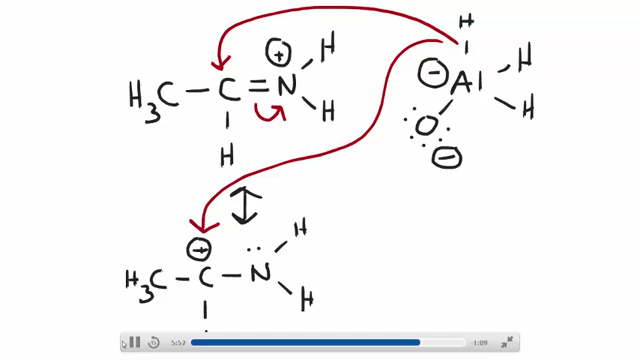 H
⊕ H
H₃C – C = N
H
H
H
⊖ Al H
H
O
⊖
⊕
H₃C – C – N
H
H
5:52 -1:09